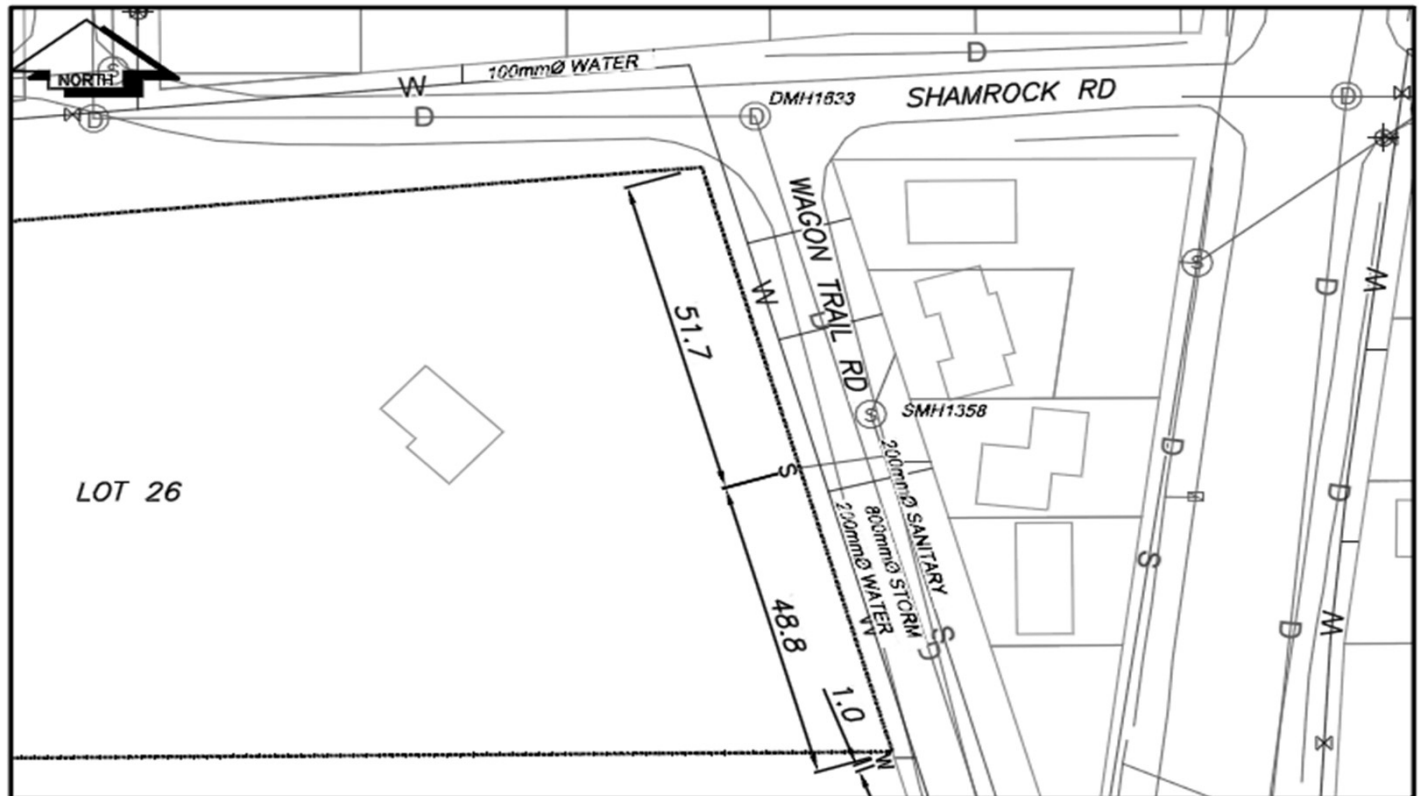 NORTH
100mmØ WATER
W
D
D
DMH1633
SHAMROCK RD
D
D
S
WAGON TRAIL RD
W
D
S
51.7
S
SMH1358
S
LOT 26
S
200mmØ SANITARY
800mmØ STORM
200mmØ WATER
W
S
D
48.8
1.0
W
D
W
D
D
S
D
W